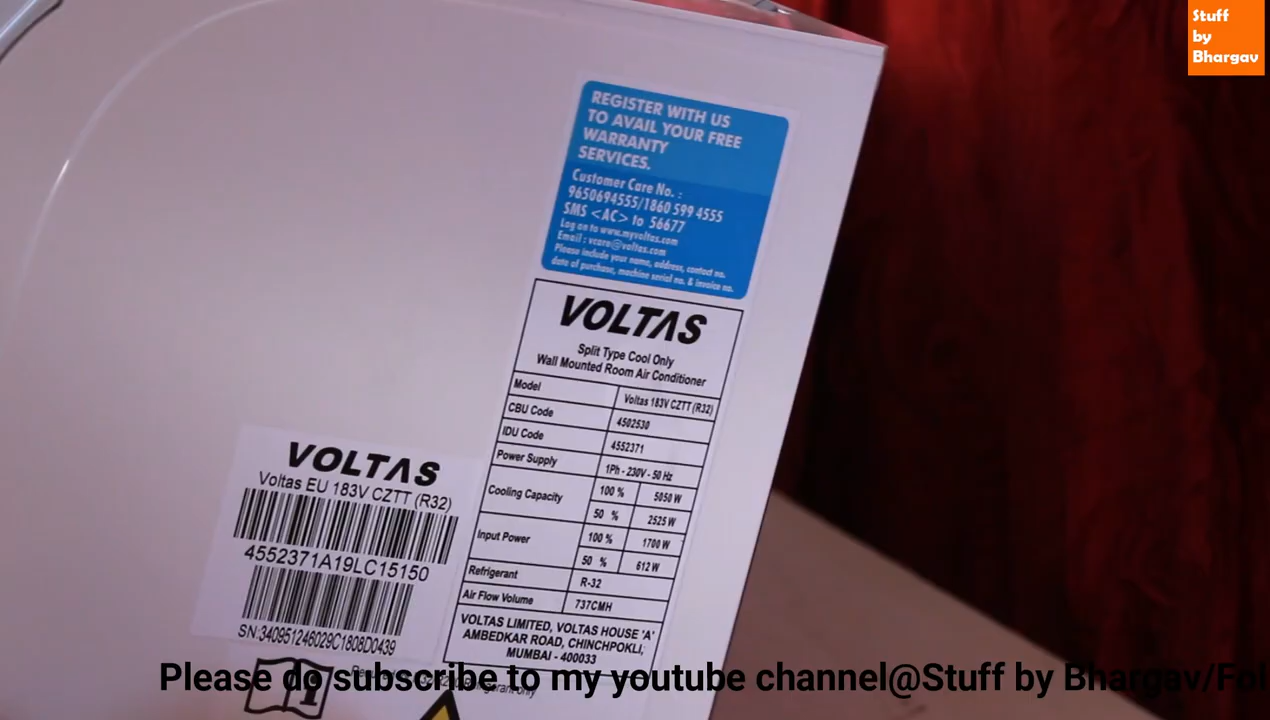 Stuff
by
Bhargav
REGISTER WITH US
TO AVAIL YOUR FREE
WARRANTY
SERVICES.
Customer Care No. :
9650694555/1860 599 4555
SMS <AC> to 56677
Log on to www.myvoltas.com
Email : vcare@voltas.com
Please include your name, address, contact no.
date of purchase, machine serial no. & invoice no.
VOLTAS
Split Type Cool Only
Wall Mounted Room Air Conditioner
Model Voltas 183V CZTT (R32)
CBU Code 4502530
IDU Code 4552371
Power Supply 1Ph - 230V - 50 Hz
Cooling Capacity 100 % 5050 W
50 % 2525 W
Input Power 100 % 1700 W
50 % 612 W
Refrigerant R-32
Air Flow Volume 737CMH
VOLTAS LIMITED, VOLTAS HOUSE 'A'
AMBEDKAR ROAD, CHINCHPOKLI,
MUMBAI - 400033
VOLTAS
Voltas EU 183V CZTT (R32)
4552371A19LC15150
SN:340951246029C1808D0439
Please do subscribe to my youtube channel@Stuff by Bhargav/Fot